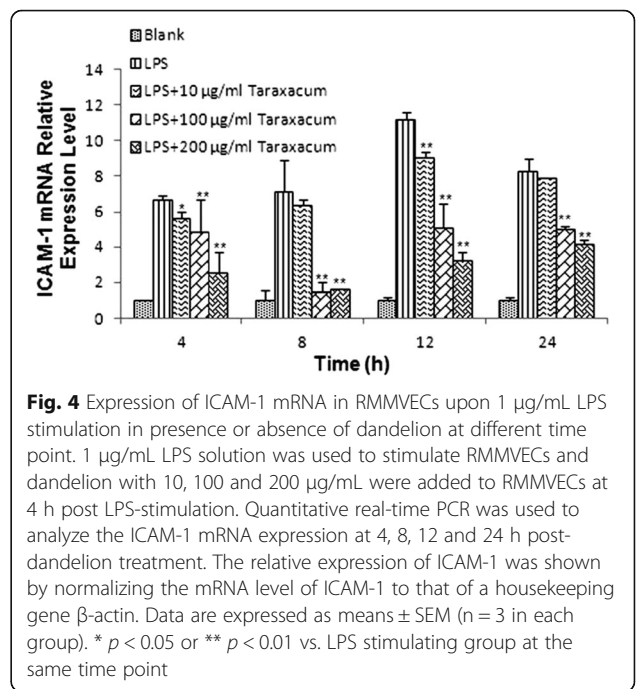 Blank
LPS
LPS+10 µg/ml Taraxacum
LPS+100 µg/ml Taraxacum
LPS+200 µg/ml Taraxacum
ICAM-1 mRNA Relative
Expression Level
14
12
10
8
6
4
2
0
*
**
**
**
**
**
**
**
**
**
4
8
12
24
Time (h)
Fig. 4 Expression of ICAM-1 mRNA in RMMVECs upon 1 μg/mL LPS
stimulation in presence or absence of dandelion at different time
point. 1 μg/mL LPS solution was used to stimulate RMMVECs and
dandelion with 10, 100 and 200 μg/mL were added to RMMVECs at
4 h post LPS-stimulation. Quantitative real-time PCR was used to
analyze the ICAM-1 mRNA expression at 4, 8, 12 and 24 h post-
dandelion treatment. The relative expression of ICAM-1 was shown
by normalizing the mRNA level of ICAM-1 to that of a housekeeping
gene β-actin. Data are expressed as means ± SEM (n = 3 in each
group). * p < 0.05 or ** p < 0.01 vs. LPS stimulating group at the
same time point